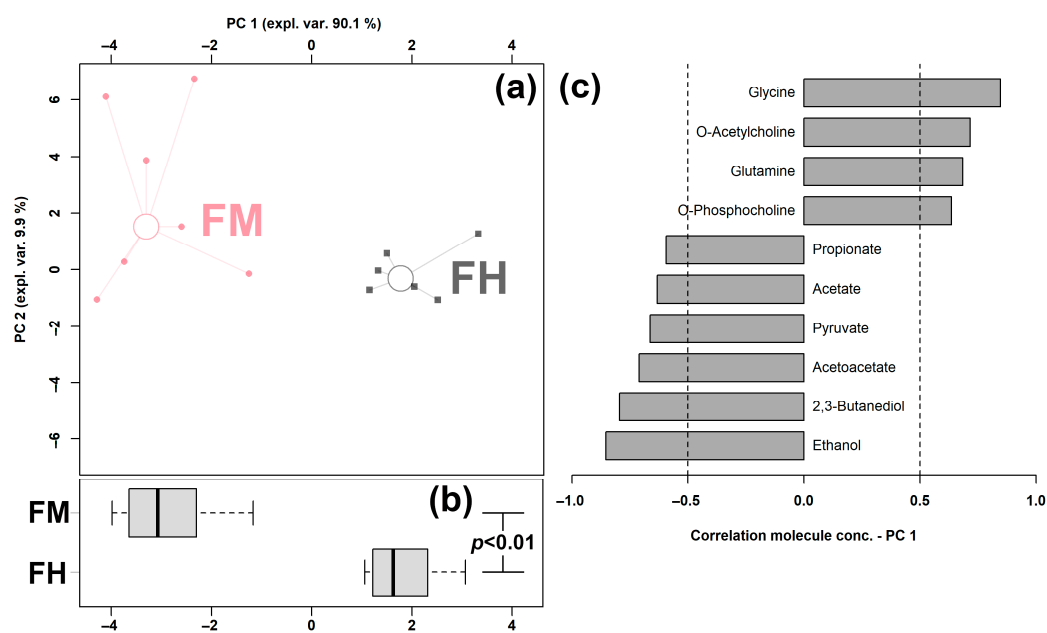 PC 1 (expl. var. 90.1 %)
−4 −2 0 2 4
(a)
PC 2 (expl. var. 9.9 %)
6
4
2
0
−2
−4
−6
FM
FH
(b)
FM
FH
p<0.01
−4 −2 0 2 4
(c)
Glycine
O-Acetylcholine
Glutamine
O-Phosphocholine
Propionate
Acetate
Pyruvate
Acetoacetate
2,3-Butanediol
Ethanol
−1.0 −0.5 0.0 0.5 1.0
Correlation molecule conc. - PC 1